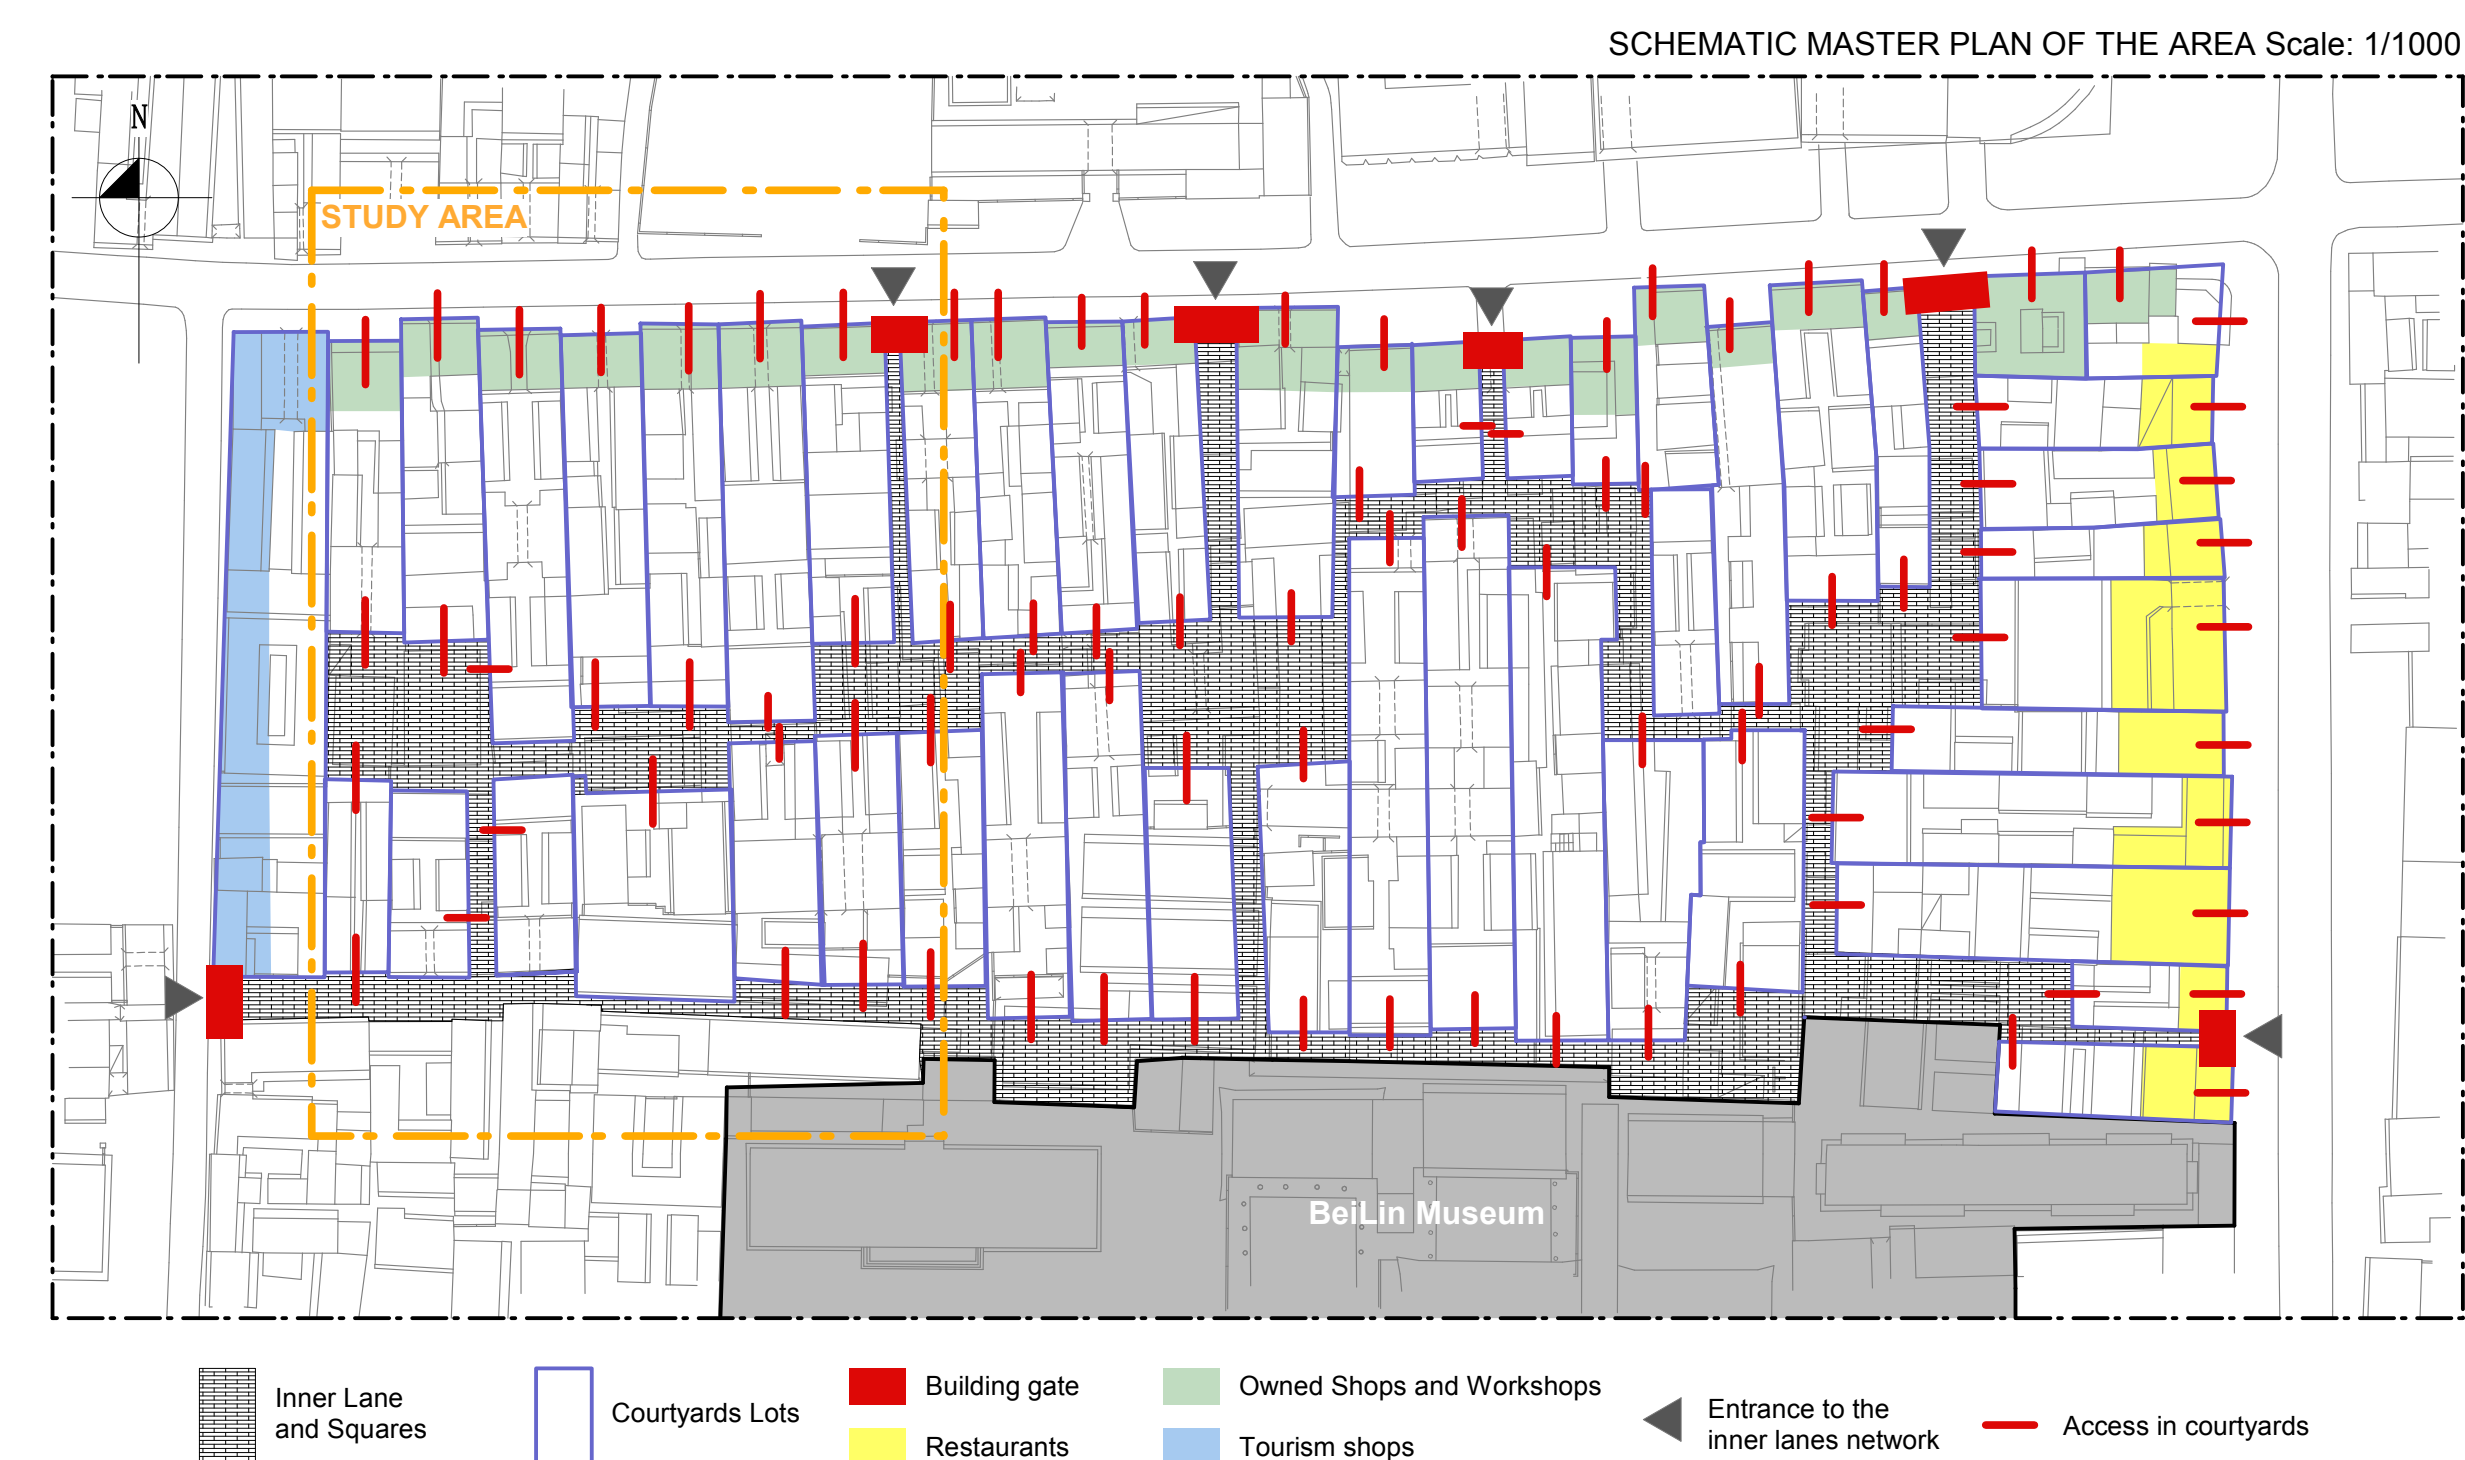 SCHEMATIC MASTER PLAN OF THE AREA Scale: 1/1000
N
STUDY AREA
BeiLin Museum
Inner Lane
and Squares
Courtyards Lots
Building gate
Restaurants
Owned Shops and Workshops
Tourism shops
Entrance to the
inner lanes network
Access in courtyards